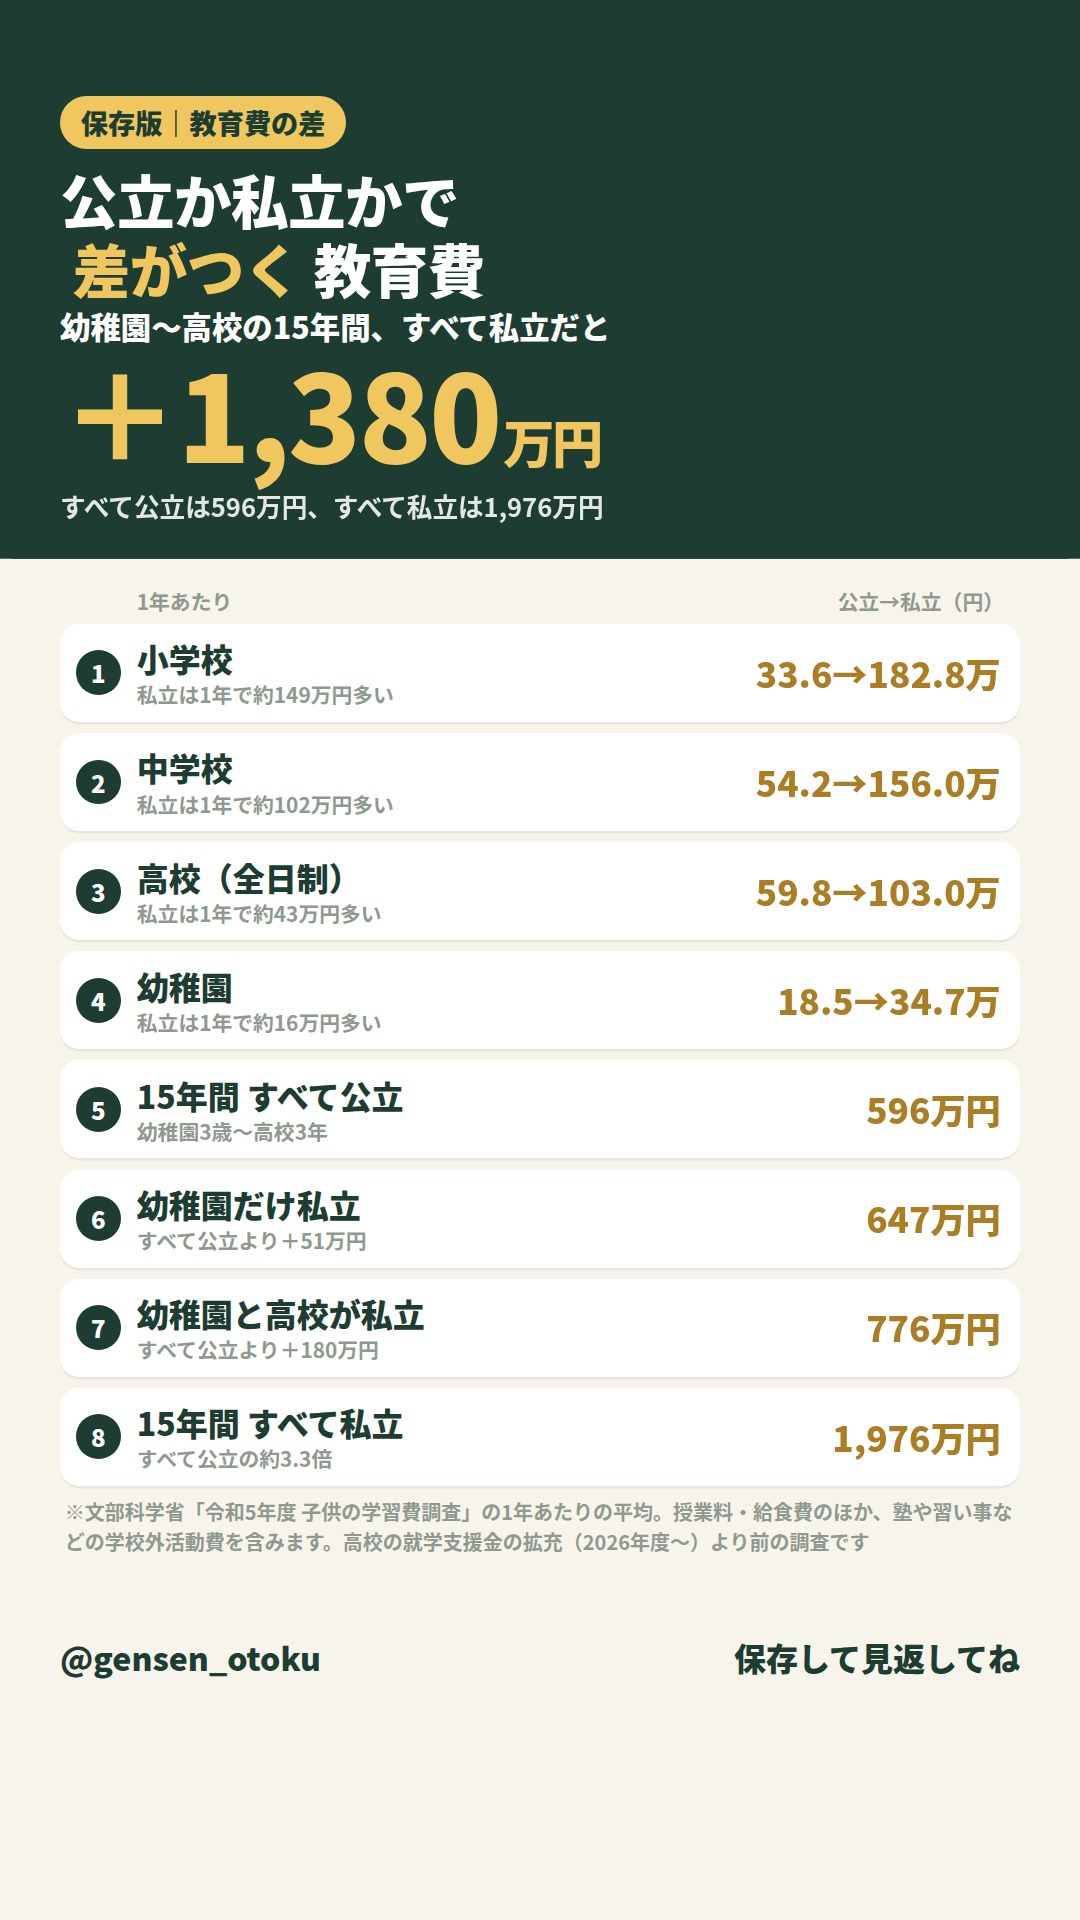 保存版｜教育費の差
公立か私立かで
差がつく 教育費
幼稚園〜高校の15年間、すべて私立だと
＋1,380万円
すべて公立は596万円、すべて私立は1,976万円
1年あたり 公立→私立（円）
1 小学校 33.6→182.8万
私立は1年で約149万円多い
2 中学校 54.2→156.0万
私立は1年で約102万円多い
3 高校（全日制） 59.8→103.0万
私立は1年で約43万円多い
4 幼稚園 18.5→34.7万
私立は1年で約16万円多い
5 15年間 すべて公立 596万円
幼稚園3歳〜高校3年
6 幼稚園だけ私立 647万円
すべて公立より＋51万円
7 幼稚園と高校が私立 776万円
すべて公立より＋180万円
8 15年間 すべて私立 1,976万円
すべて公立の約3.3倍
※文部科学省「令和5年度 子供の学習費調査」の1年あたりの平均。授業料・給食費のほか、塾や習い事な
どの学校外活動費を含みます。高校の就学支援金の拡充（2026年度〜）より前の調査です
@gensen_otoku 保存して見返してね